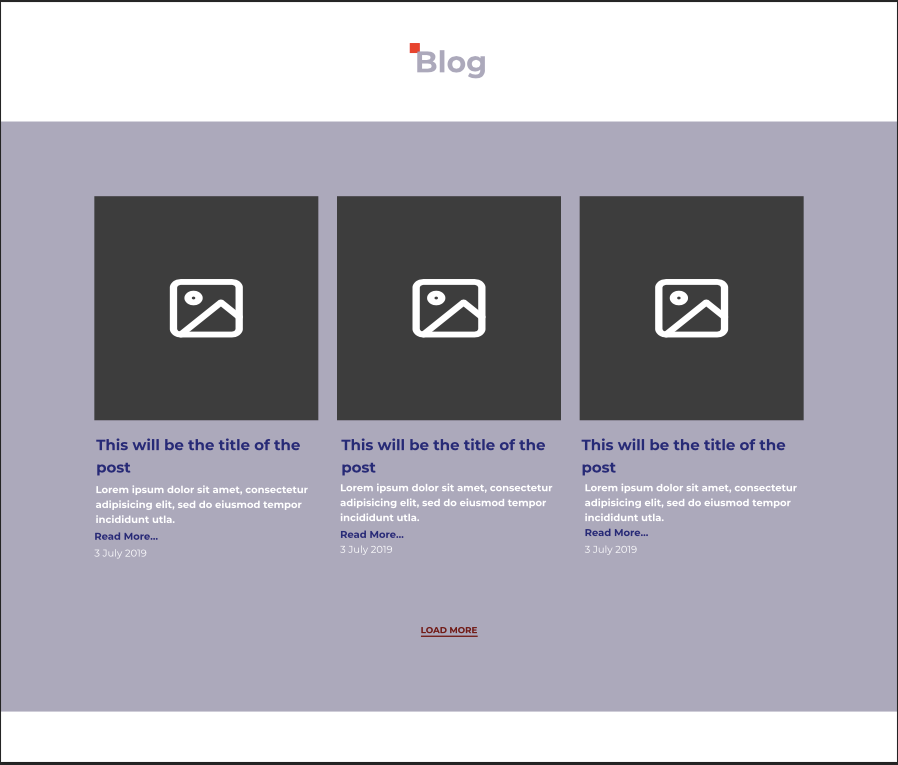 Blog
This will be the title of the
post
Lorem ipsum dolor sit amet, consectetur
adipisicing elit, sed do eiusmod tempor
incididunt utla.
Read More...
3 July 2019
This will be the title of the
post
Lorem ipsum dolor sit amet, consectetur
adipisicing elit, sed do eiusmod tempor
incididunt utla.
Read More...
3 July 2019
This will be the title of the
post
Lorem ipsum dolor sit amet, consectetur
adipisicing elit, sed do eiusmod tempor
incididunt utla.
Read More...
3 July 2019
LOAD MORE